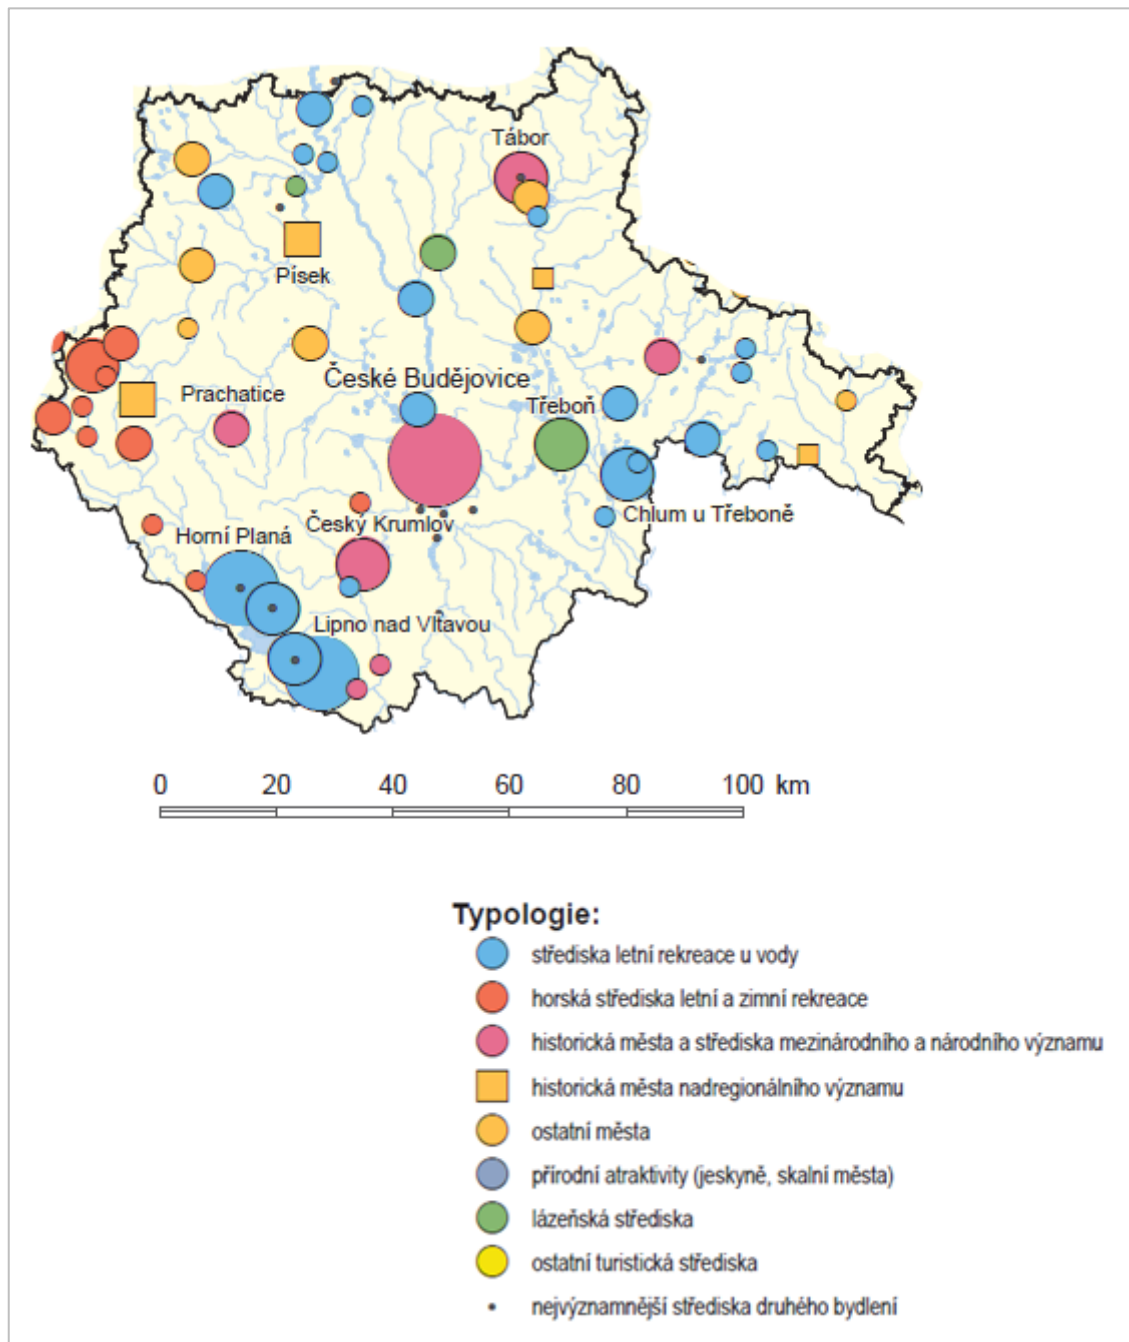 Tábor
Písek
České Budějovice
Prachatice
Třeboň
Chlum u Třeboně
Český Krumlov
Horní Planá
Lipno nad Vltavou
0 20 40 60 80 100 km
Typologie:
střediska letní rekreace u vody
horská střediska letní a zimní rekreace
historická města a střediska mezinárodního a národního významu
historická města nadregionálního významu
ostatní města
přírodní atraktivity (jeskyně, skalní města)
lázeňská střediska
ostatní turistická střediska
nejvýznamnější střediska druhého bydlení